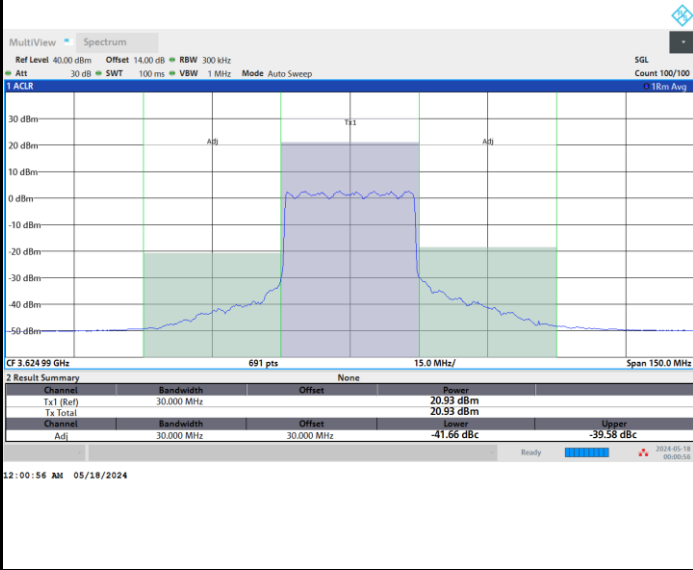 MultiView Spectrum
Ref Level 40.00 dBm Offset 14.00 dB RBW 300 kHz SGL
Att 30 dB SWT 100 ms VBW 1 MHz Mode Auto Sweep Count 100/100
1 ACLR 1Rm Avg
30 dBm
Tx1
20 dBm
Adj Adj
10 dBm
0 dBm
-10 dBm
-20 dBm
-30 dBm
-40 dBm
-50 dBm
CF 3.624 99 GHz 691 pts 15.0 MHz/ Span 150.0 MHz
2 Result Summary None
Channel Bandwidth Offset Power
Tx1 (Ref) 30.000 MHz 20.93 dBm
Tx Total 20.93 dBm
Channel Bandwidth Offset Lower Upper
Adj 30.000 MHz 30.000 MHz -41.66 dBc -39.58 dBc
Ready 2024-05-18
00:00:56
12:00:56 AM 05/18/2024